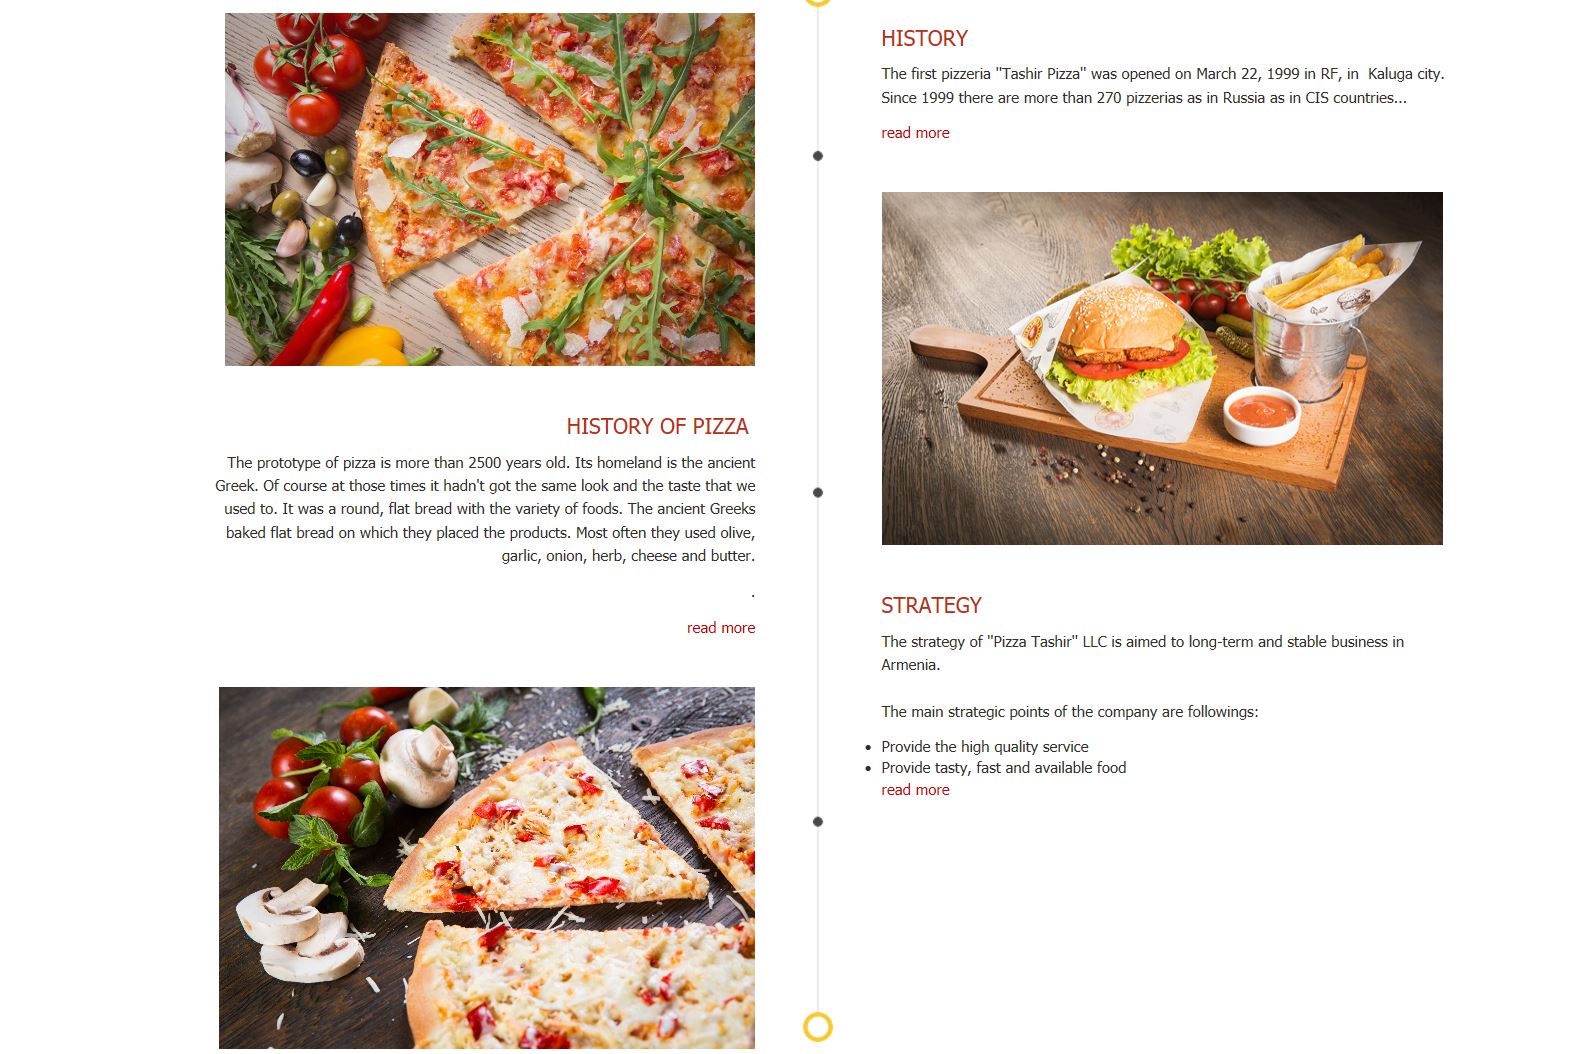 HISTORY
The first pizzeria "Tashir Pizza" was opened on March 22, 1999 in RF, in  Kaluga city.
Since 1999 there are more than 270 pizzerias as in Russia as in CIS countries...
read more
HISTORY OF PIZZA
The prototype of pizza is more than 2500 years old. Its homeland is the ancient
Greek. Of course at those times it hadn't got the same look and the taste that we
used to. It was a round, flat bread with the variety of foods. The ancient Greeks
baked flat bread on which they placed the products. Most often they used olive,
garlic, onion, herb, cheese and butter.
.
read more
STRATEGY
The strategy of "Pizza Tashir" LLC is aimed to long-term and stable business in
Armenia.
The main strategic points of the company are followings:
• Provide the high quality service
• Provide tasty, fast and available food
read more